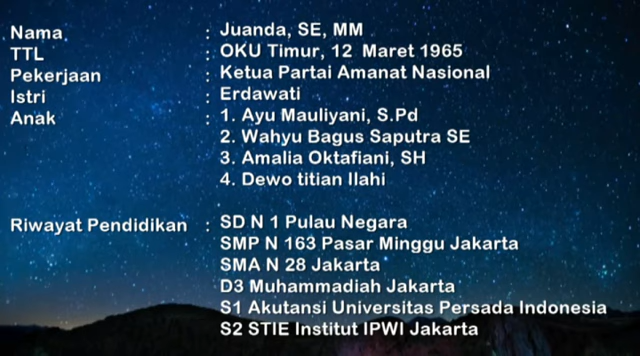 Nama : Juanda, SE, MM
TTL : OKU Timur, 12 Maret 1965
Pekerjaan : Ketua Partai Amanat Nasional
Istri : Erdawati
Anak : 1. Ayu Mauliyani, S.Pd
2. Wahyu Bagus Saputra SE
3. Amalia Oktafiani, SH
4. Dewo titian Ilahi
Riwayat Pendidikan : SD N 1 Pulau Negara
SMP N 163 Pasar Minggu Jakarta
SMA N 28 Jakarta
D3 Muhammadiah Jakarta
S1 Akutansi Universitas Persada Indonesia
S2 STIE Institut IPWI Jakarta